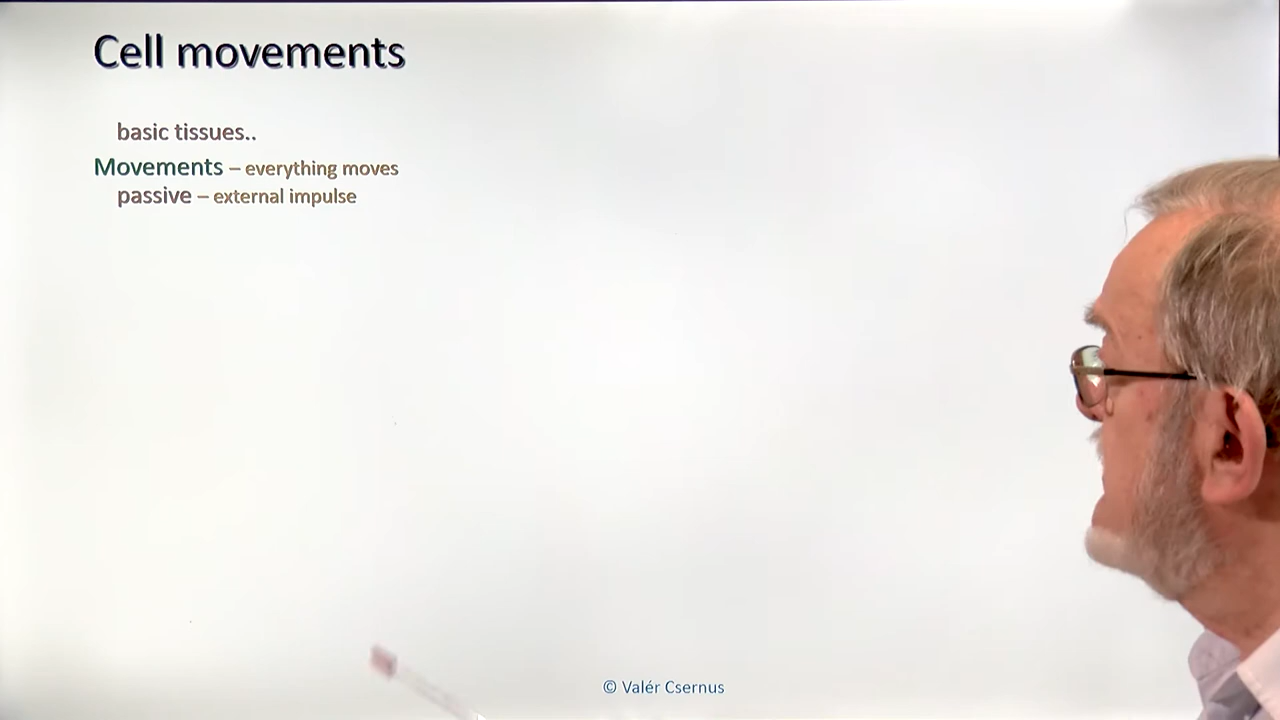 Cell movements
basic tissues..
Movements – everything moves
passive – external impulse
© Valér Csernus